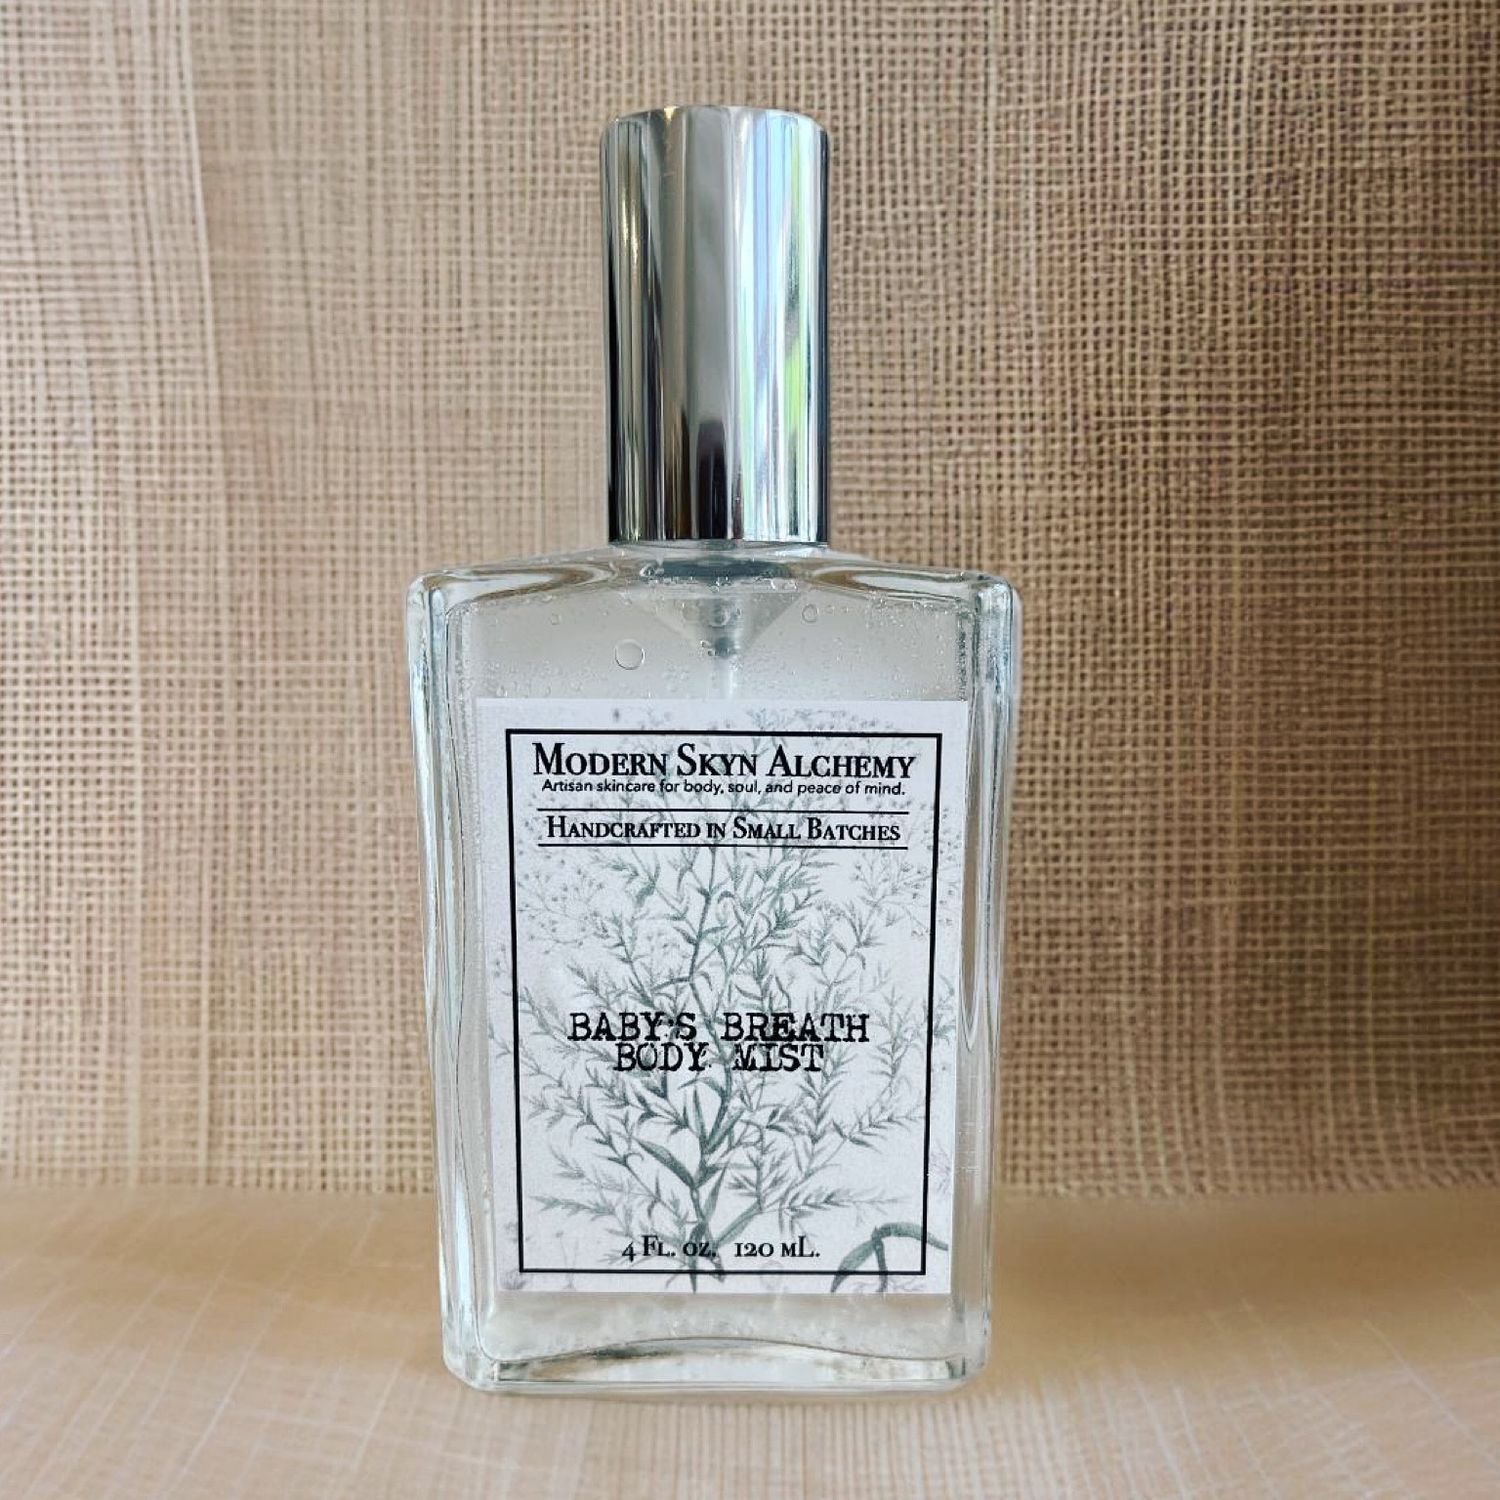 MODERN SKYN ALCHEMY
Artisan skincare for body, soul, and peace of mind.
HANDCRAFTED IN SMALL BATCHES
BABY'S BREATH
BODY MIST
4 FL. OZ. 120 ML.